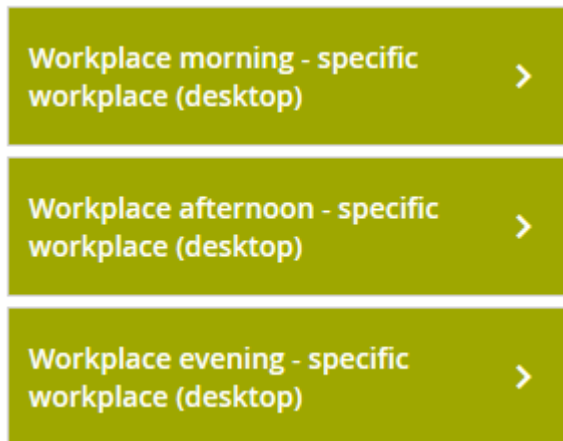 Workplace morning - specific
workplace (desktop)
Workplace afternoon - specific
workplace (desktop)
Workplace evening - specific
workplace (desktop)